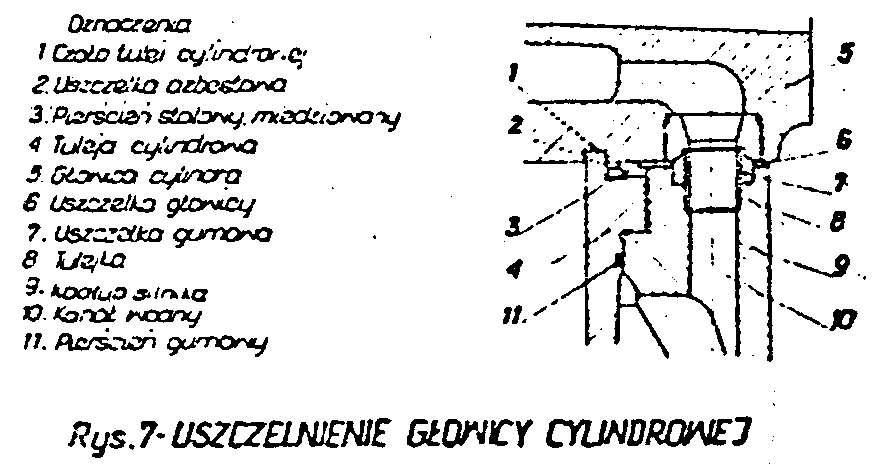 Oznaczenia
1 Czoło tulei cylindrowej
2. Uszczelka azbestowa
3. Pierścień stalowy, miedziowany
4 Tuleja cylindrowa
5. Głowica cylindra
6 Uszczelka głowicy
7. Uszczelka gumowa
8 Tulejka
9. Kadłub silnika
10. Kanał wodny
11. Pierścień gumowy
1
2
3
4
11.
5
6
7
8
9
10
Rys. 7- USZCZELNIENIE GŁOWICY CYLINDROWEJ